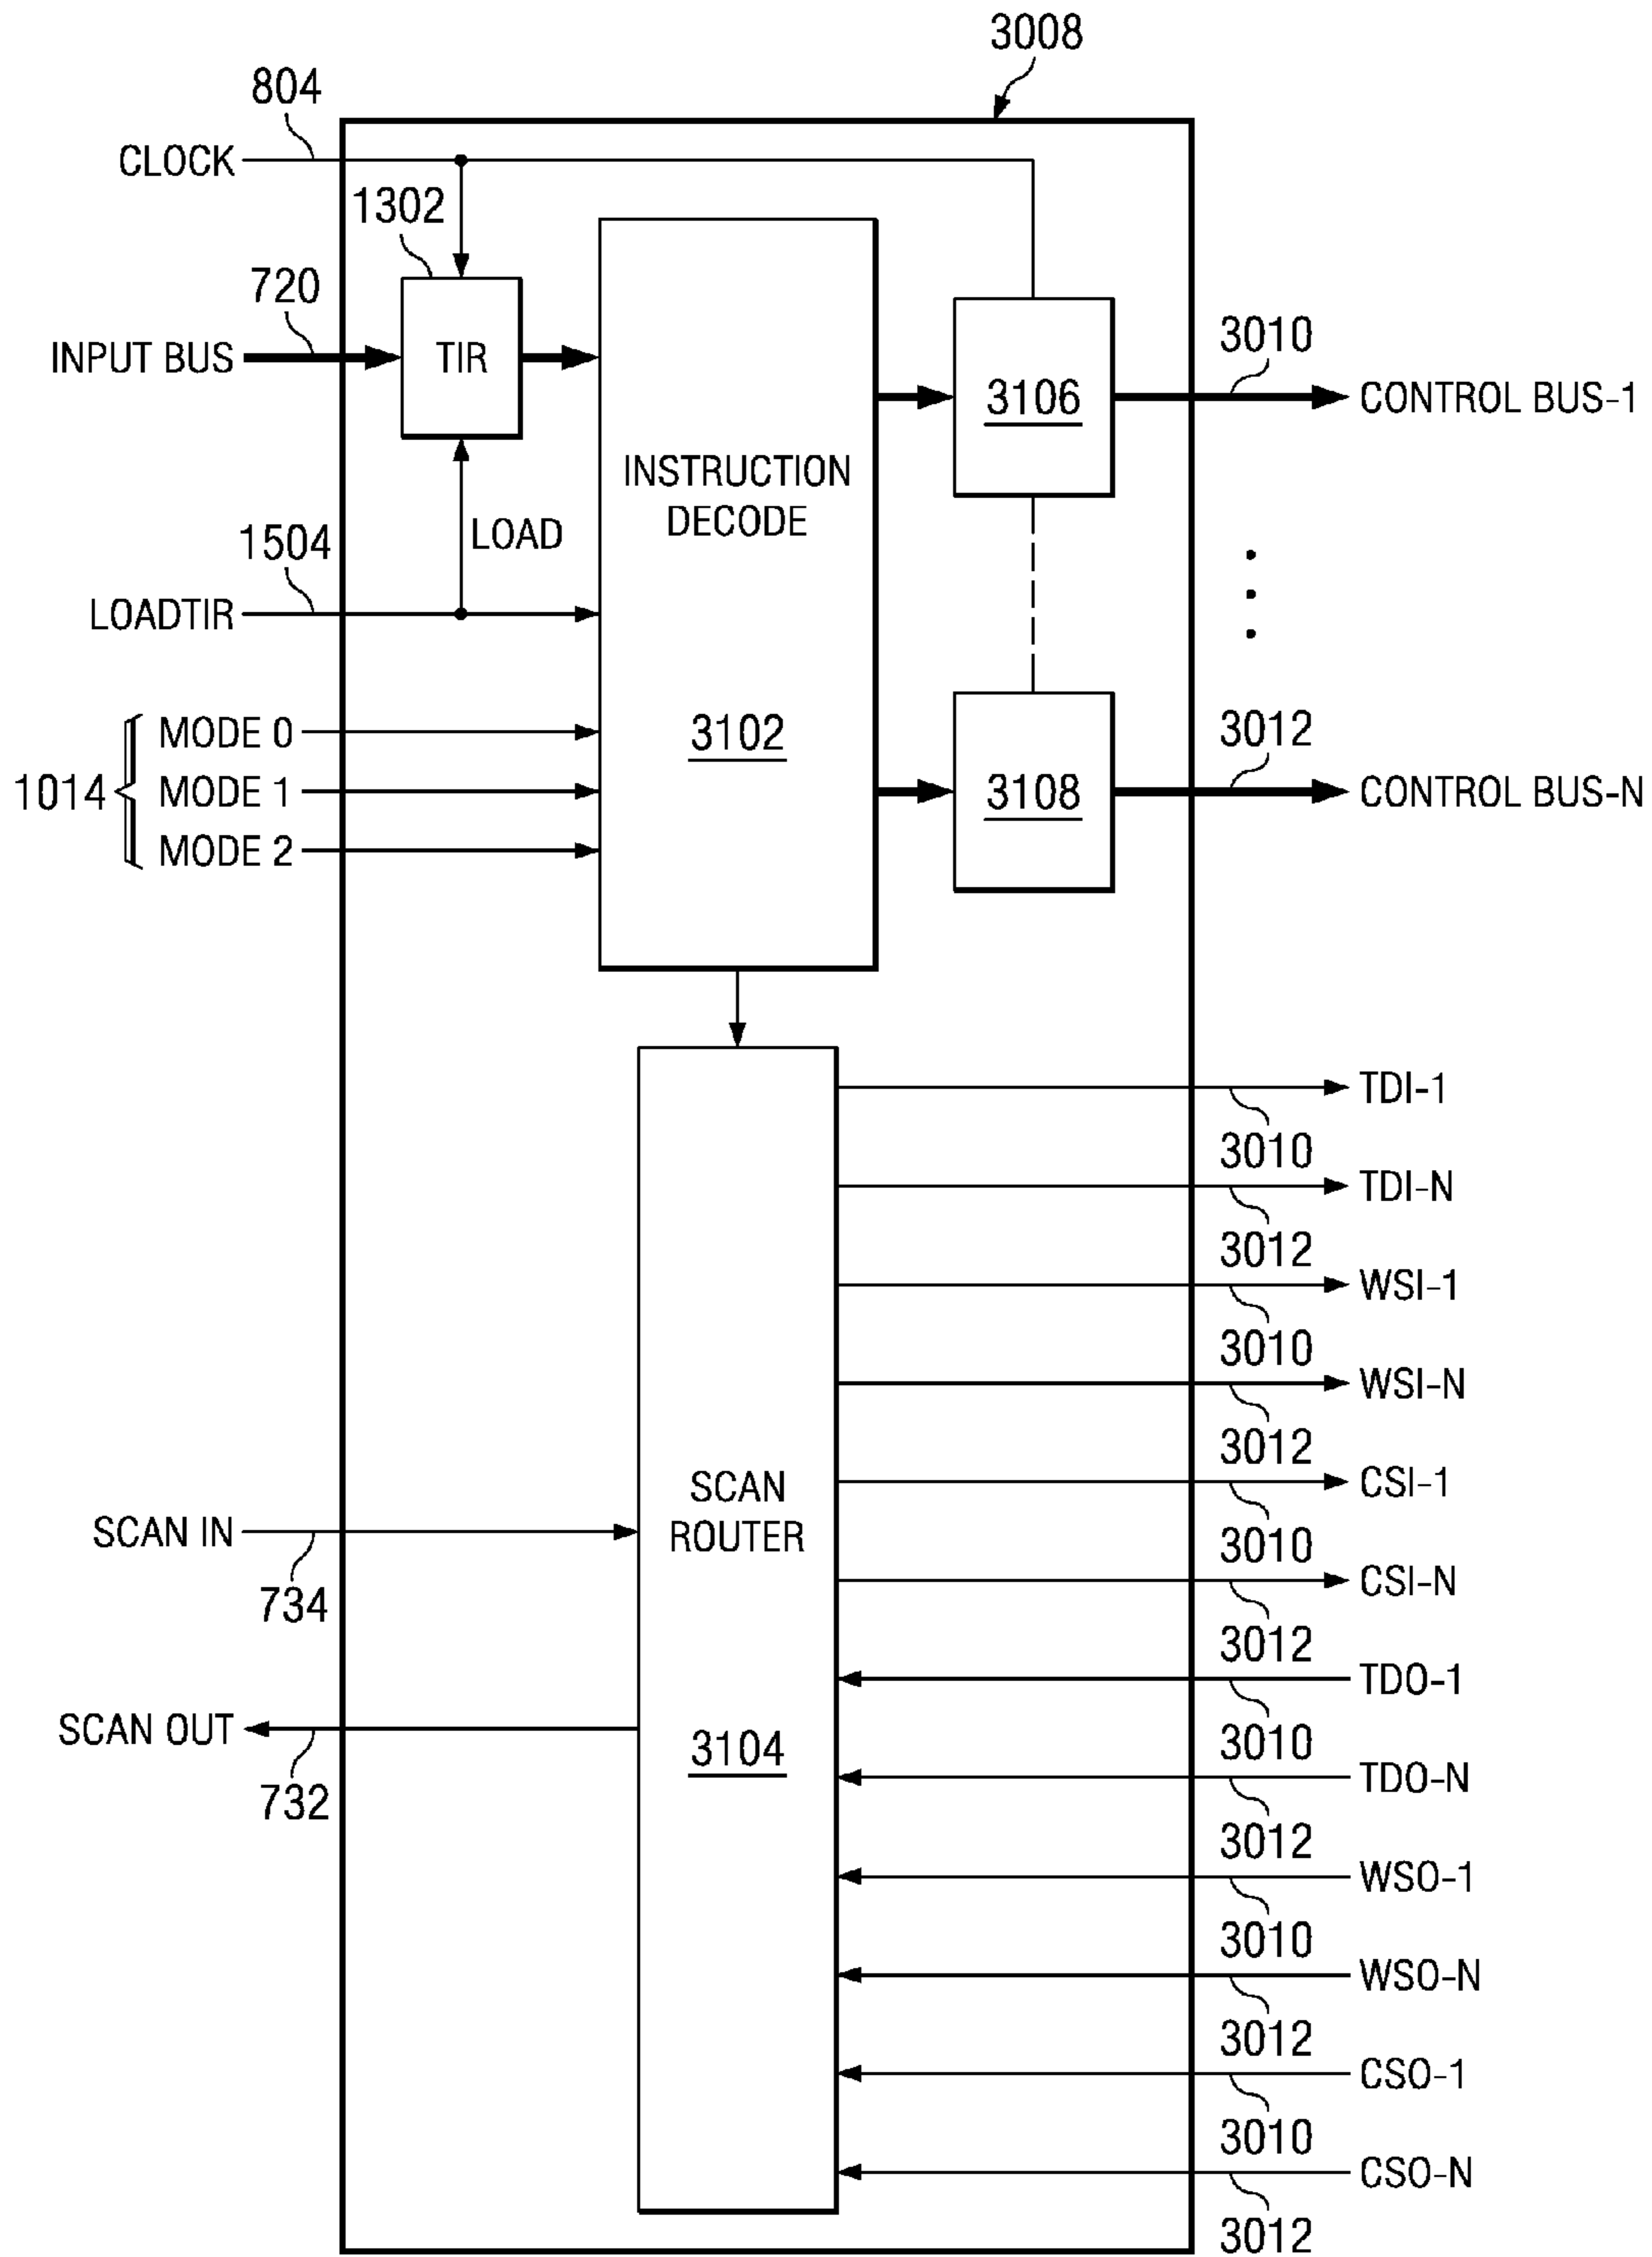 3008
804
CLOCK
1302
720
INPUT BUS
TIR
3106
3010
CONTROL BUS-1
INSTRUCTION
DECODE
1504
LOAD
LOADTIR
3102
1014
MODE 0
MODE 1
MODE 2
3108
3012
CONTROL BUS-N
TDI-1
3010
TDI-N
3012
WSI-1
3010
WSI-N
3012
CSI-1
3010
CSI-N
3012
SCAN
ROUTER
SCAN IN
734
TDO-1
3010
SCAN OUT
732
3104
TDO-N
3012
WSO-1
3010
WSO-N
3012
CSO-1
3010
CSO-N
3012